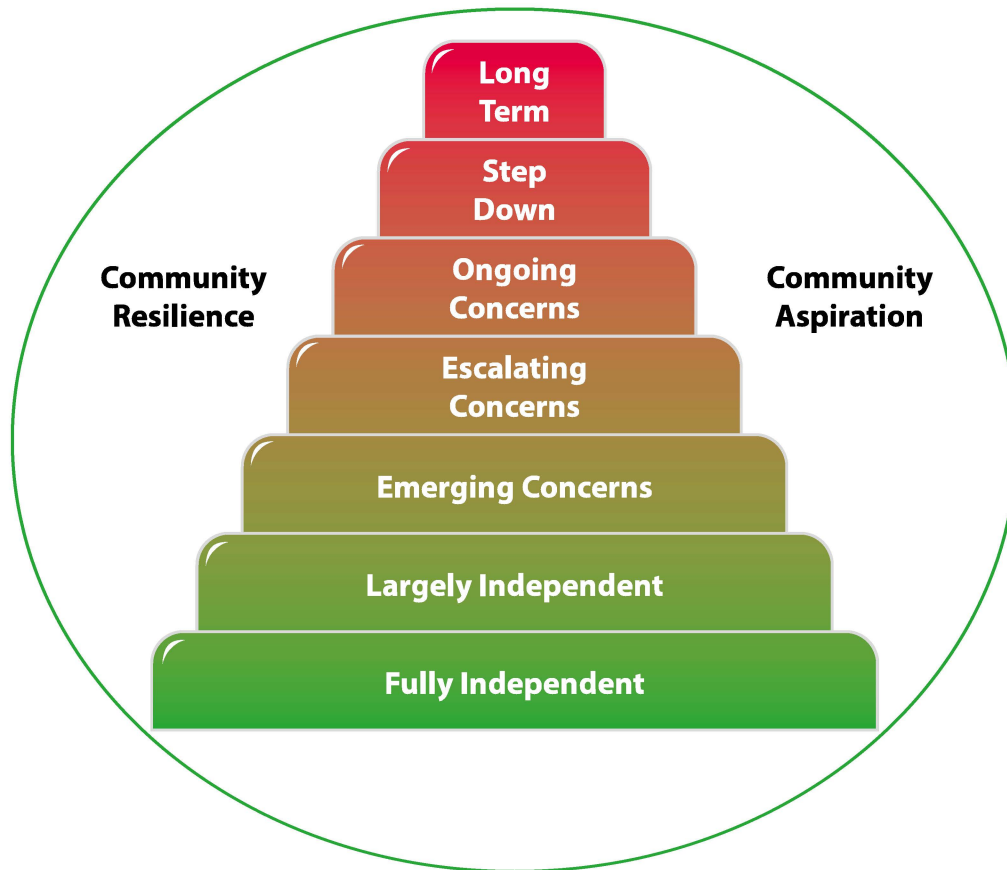 Long
Term
Step
Down
Ongoing
Concerns
Community
Resilience
Community
Aspiration
Escalating
Concerns
Emerging Concerns
Largely Independent
Fully Independent